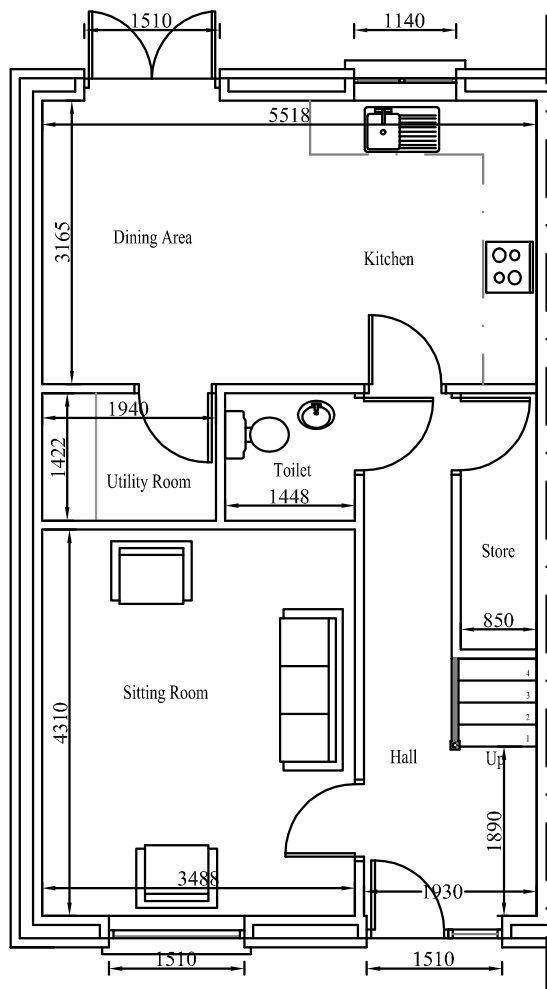 1510
1140
5518
Dining Area
3165
Kitchen
1940
1422
Utility Room
Toilet
1448
Store
850
4
3
2
1
Sitting Room
4310
Hall
Up
1890
3488
1930
1510
1510